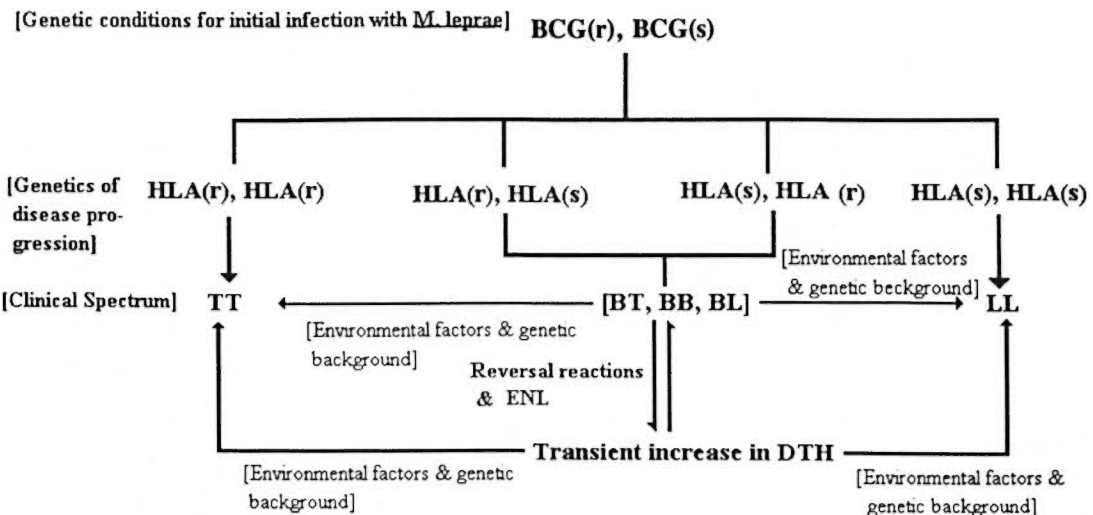 [Genetic conditions for initial infection with M. leprae]
BCG(r), BCG(s)
[Genetics of
disease pro-
gression]
HLA(r), HLA(r)
HLA(r), HLA(s)
HLA(s), HLA (r)
HLA(s), HLA(s)
[Environmental factors
& genetic beckground]
[Clinical Spectrum]
TT
[BT, BB, BL]
LL
[Environmental factors & genetic
background]
Reversal reactions
& ENL
Transient increase in DTH
[Environmental factors & genetic
background]
[Environmental factors &
genetic background]